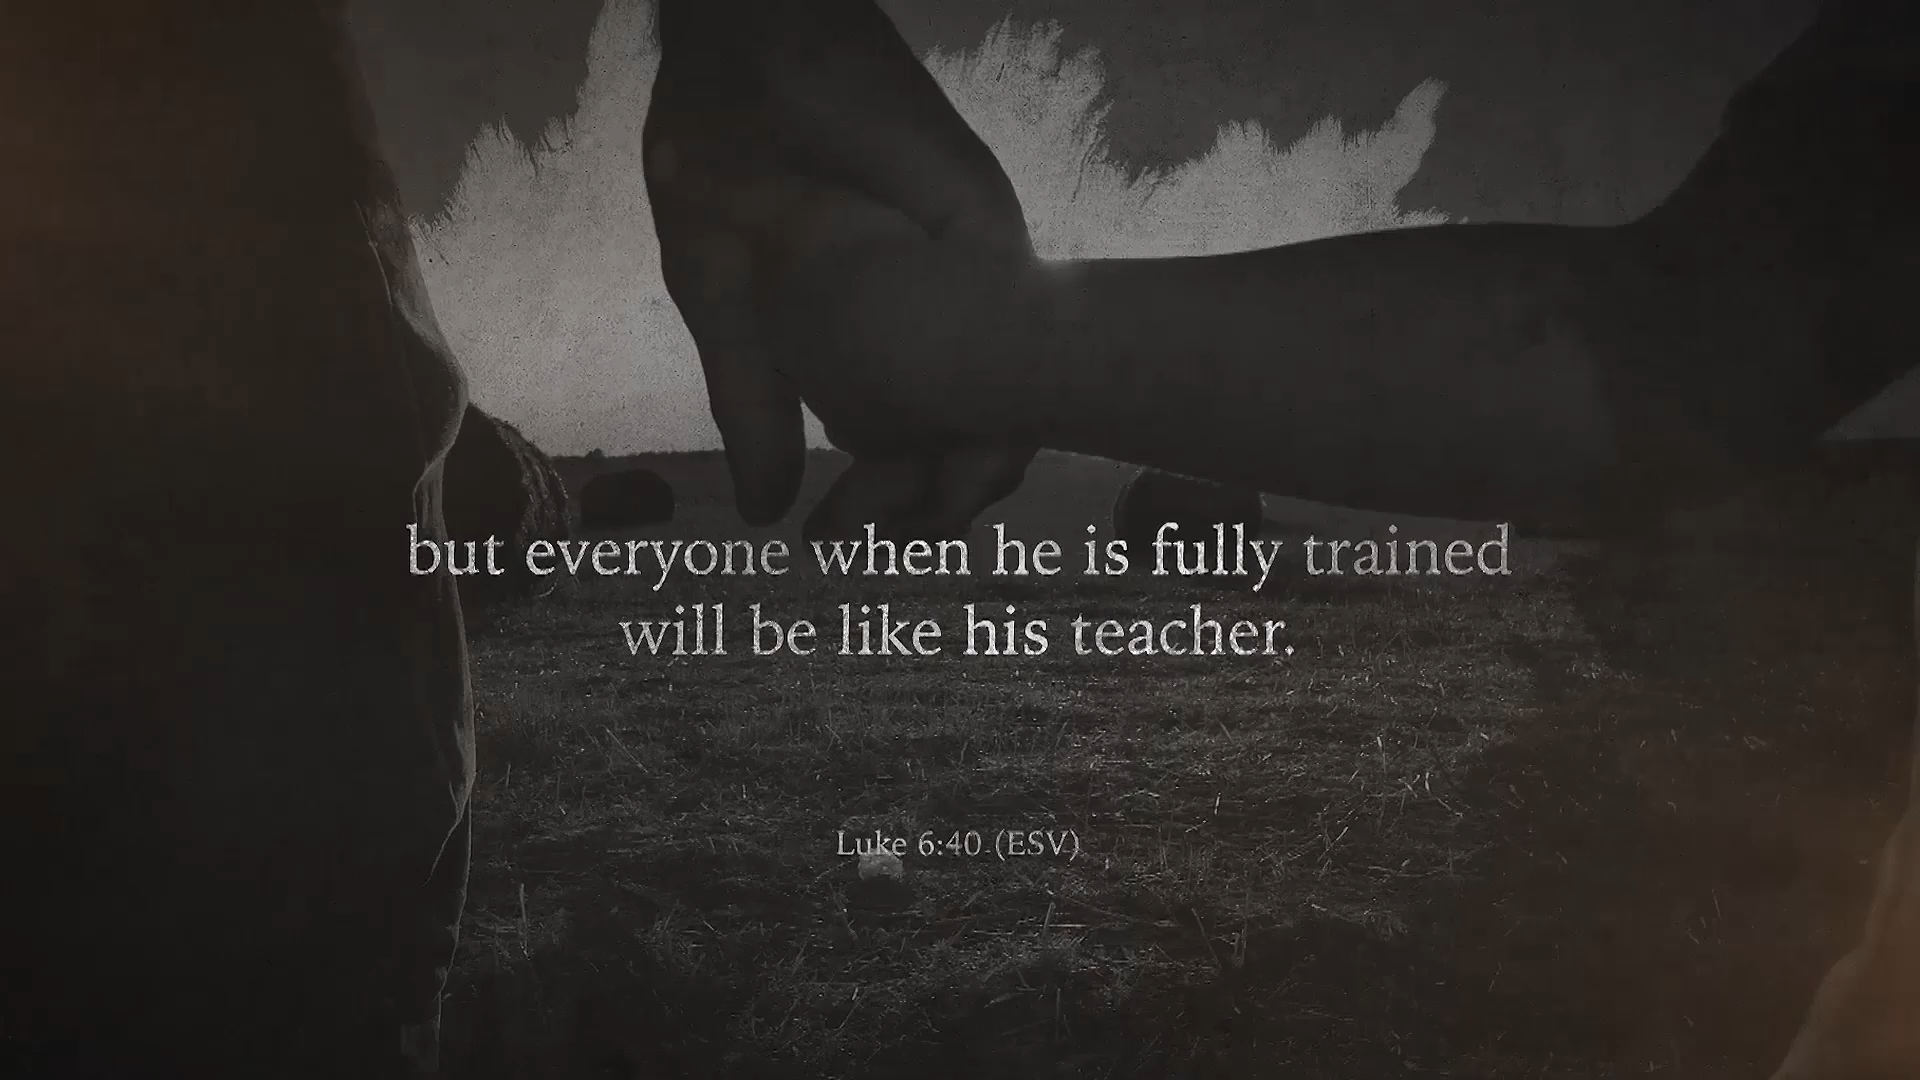 but everyone when he is fully trained
will be like his teacher.
Luke 6:40 (ESV)